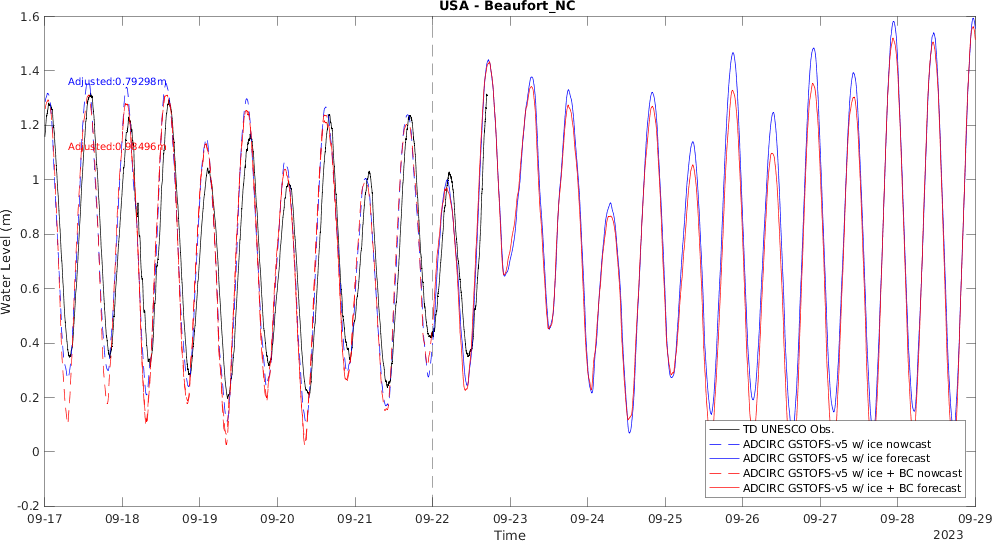 USA - Beaufort_NC
1.6
1.4
1.2
1
0.8
0.6
0.4
0.2
0
-0.2
Water Level (m)
Adjusted:0.79298m
Adjusted:0.98496m
TD UNESCO Obs.
ADCIRC GSTOFS-v5 w/ ice nowcast
ADCIRC GSTOFS-v5 w/ ice forecast
ADCIRC GSTOFS-v5 w/ ice + BC nowcast
ADCIRC GSTOFS-v5 w/ ice + BC forecast
09-17 09-18 09-19 09-20 09-21 09-22 09-23 09-24 09-25 09-26 09-27 09-28 09-29
Time
2023